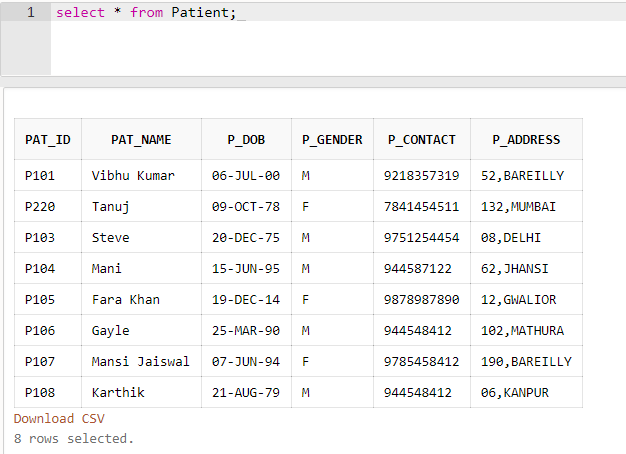 1 select * from Patient;
PAT_ID PAT_NAME P_DOB P_GENDER P_CONTACT P_ADDRESS
P101 Vibhu Kumar 06-JUL-00 M 9218357319 52,BAREILLY
P220 Tanuj 09-OCT-78 F 7841454511 132,MUMBAI
P103 Steve 20-DEC-75 M 9751254454 08,DELHI
P104 Mani 15-JUN-95 M 944587122 62,JHANSI
P105 Fara Khan 19-DEC-14 F 9878987890 12,GWALIOR
P106 Gayle 25-MAR-90 M 944548412 102,MATHURA
P107 Mansi Jaiswal 07-JUN-94 F 9785458412 190,BAREILLY
P108 Karthik 21-AUG-79 M 944548412 06,KANPUR
Download CSV
8 rows selected.